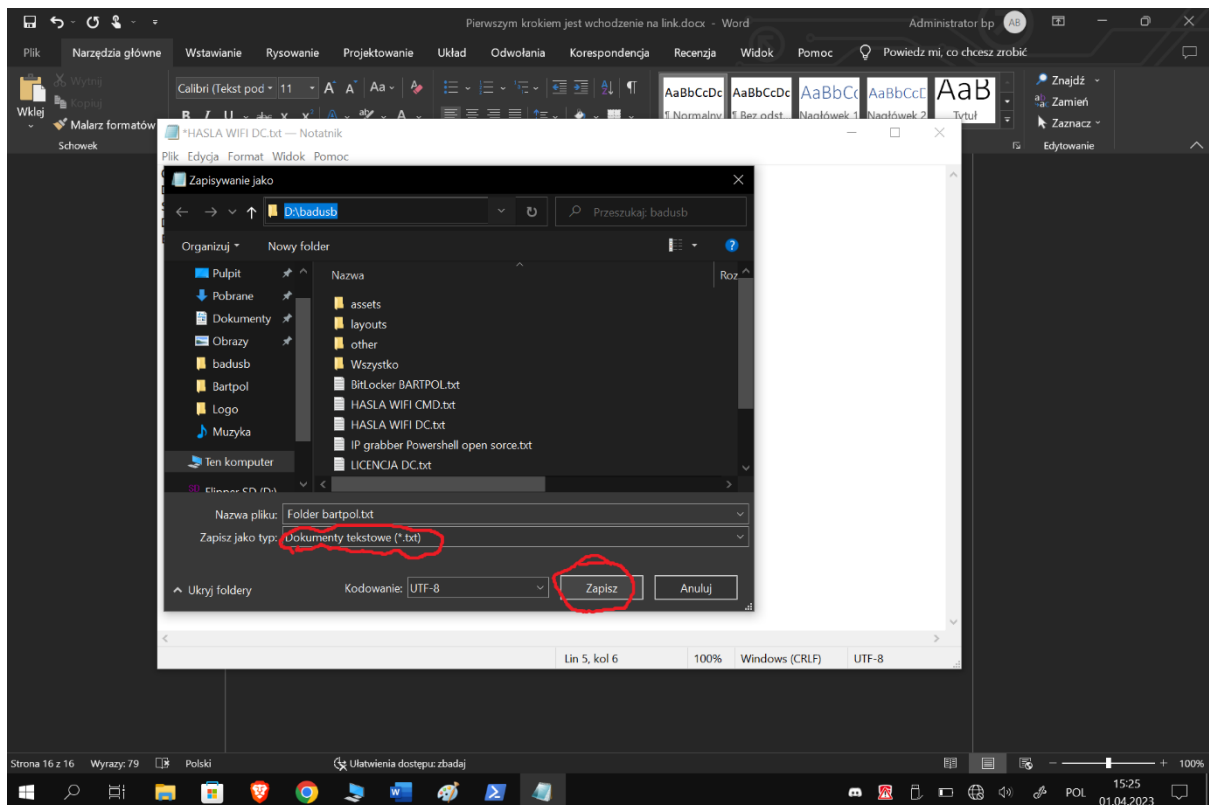 Pierwszym krokiem jest wchodzenie na link.docx - Word
Administrator bp AB
Plik Narzędzia główne Wstawianie Rysowanie Projektowanie Układ Odwołania Korespondencja Recenzja Widok Pomoc Powiedz mi, co chcesz zrobić
Wklej
Wytnij
Kopiuj
Malarz formatów
Schowek
Calibri (Tekst pod 11
AaBbCcDc AaBbCcDc AaBbCc AaBbCcC AaB
¶ Normalny ¶ Bez odst... Nagłówek 1 Nagłówek 2 Tytuł
Znajdź
Zamień
Zaznacz
Edytowanie
*HASLA WIFI DC.txt — Notatnik
Plik Edycja Format Widok Pomoc
Zapisywanie jako
D:\badusb
Przeszukaj: badusb
Organizuj Nowy folder
Pulpit
Pobrane
Dokumenty
Obrazy
badusb
Bartpol
Logo
Muzyka
Ten komputer
Flipper SD (D:)
Nazwa Roz
assets
layouts
other
Wszystko
BitLocker BARTPOL.txt
HASLA WIFI CMD.txt
HASLA WIFI DC.txt
IP grabber Powershell open sorce.txt
LICENCJA DC.txt
Nazwa pliku: Folder bartpol.txt
Zapisz jako typ: Dokumenty tekstowe (*.txt)
Ukryj foldery Kodowanie: UTF-8 Zapisz Anuluj
Lin 5, kol 6 100% Windows (CRLF) UTF-8
Strona 16 z 16 Wyrazy: 79 Polski Ułatwienia dostępu: zbadaj 100%
POL
15:25
01.04.2023